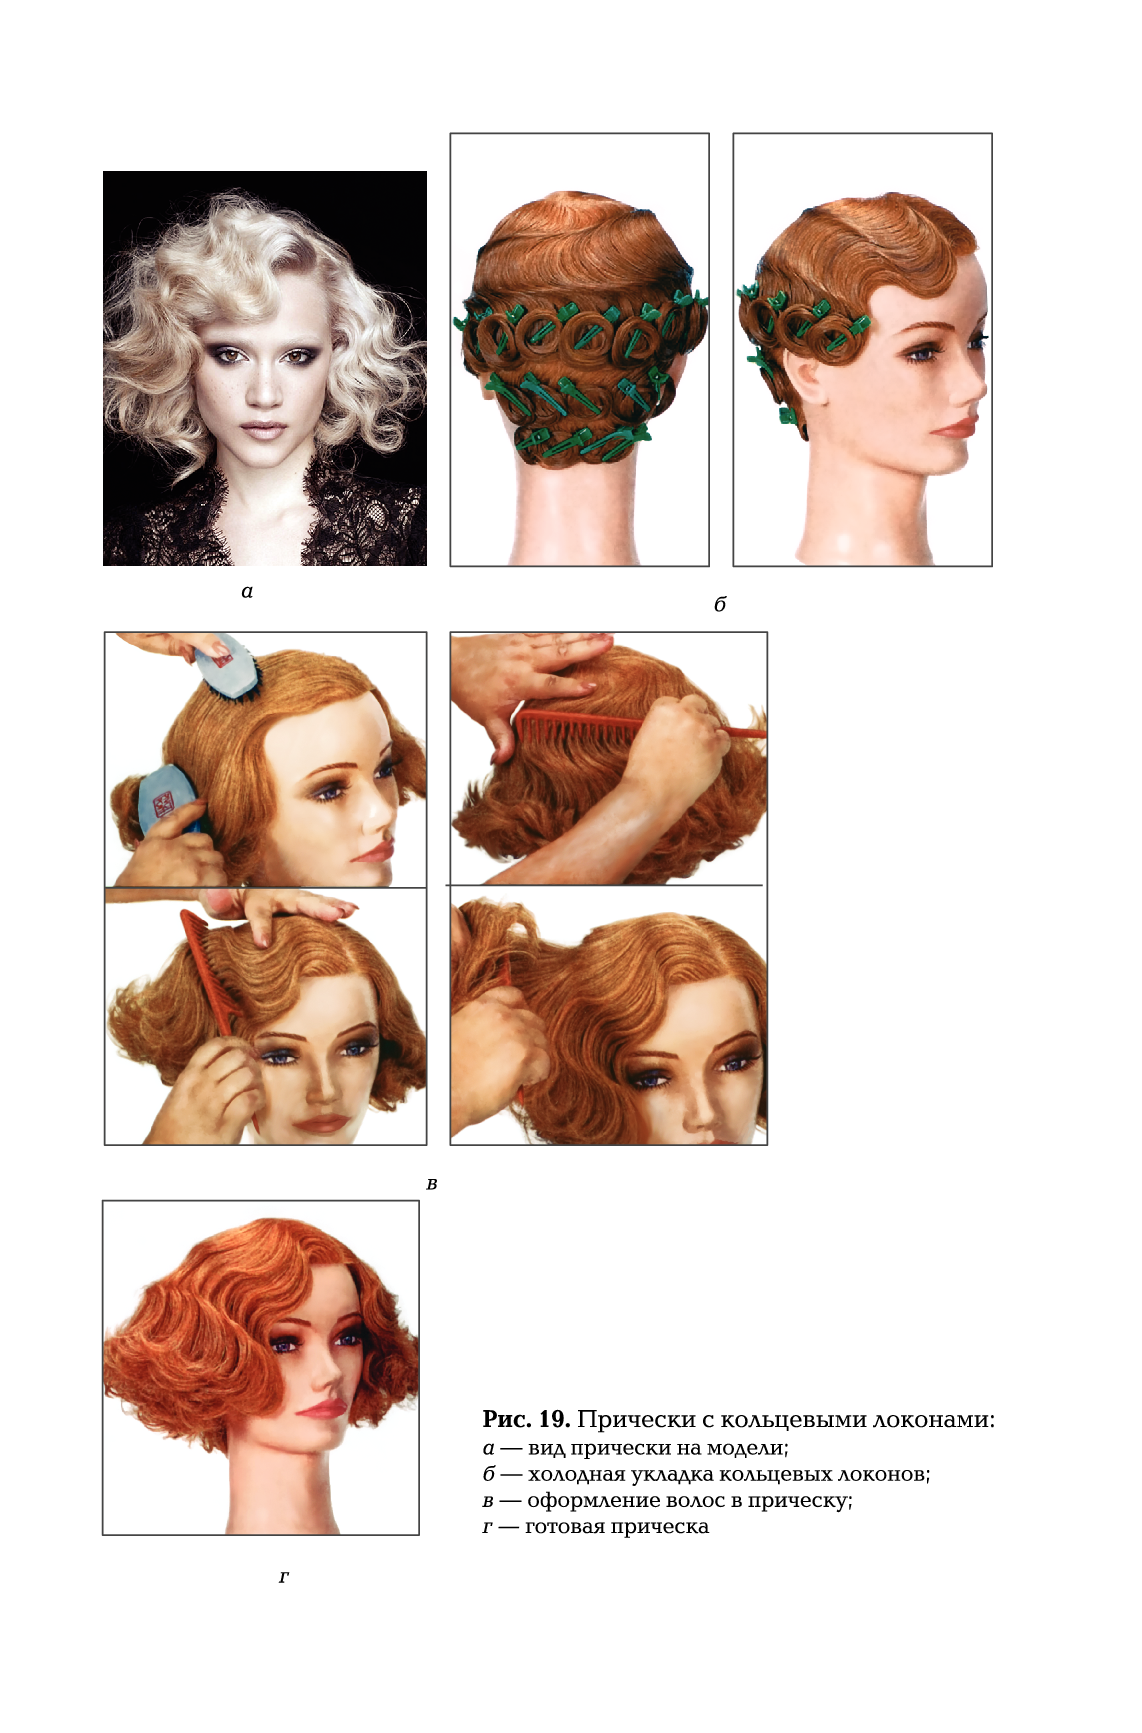 а
б
в
г
Рис. 19. Прически с кольцевыми локонами:
а — вид прически на модели;
б — холодная укладка кольцевых локонов;
в — оформление волос в прическу;
г — готовая прическа